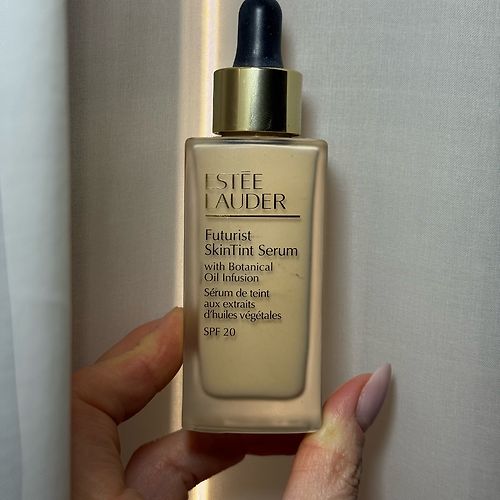 ESTĒE
LAUDER
Futurist
SkinTint Serum
with Botanical
Oil Infusion
Sérum de teint
aux extraits
d'huiles végétales
SPF 20